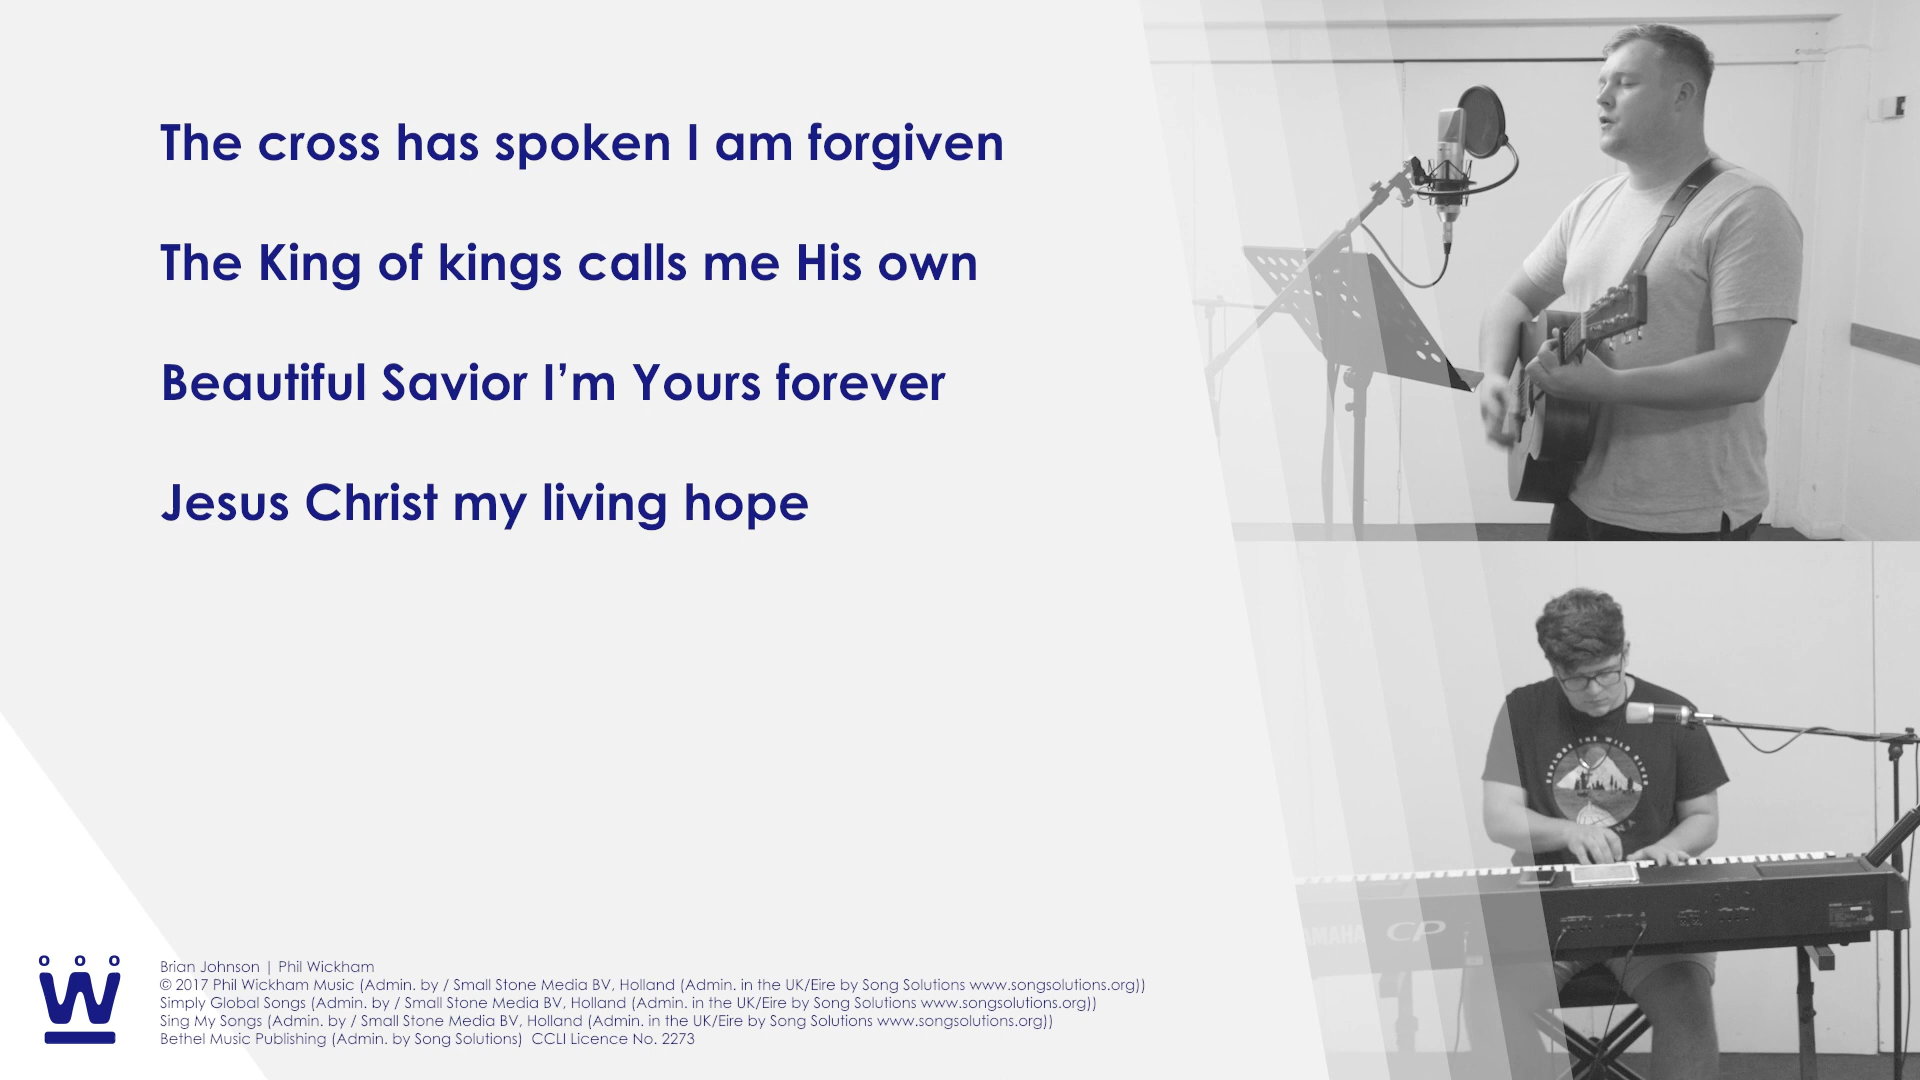 The cross has spoken I am forgiven
The King of kings calls me His own
Beautiful Savior I’m Yours forever
Jesus Christ my living hope
Brian Johnson | Phil Wickham
© 2017 Phil Wickham Music (Admin. by / Small Stone Media BV, Holland (Admin. in the UK/Eire by Song Solutions www.songsolutions.org))
Simply Global Songs (Admin. by / Small Stone Media BV, Holland (Admin. in the UK/Eire by Song Solutions www.songsolutions.org))
Sing My Songs (Admin. by / Small Stone Media BV, Holland (Admin. in the UK/Eire by Song Solutions www.songsolutions.org))
Bethel Music Publishing (Admin. by Song Solutions) CCLI Licence No. 2273
W
EXPLORE THE WILD RIVER
CP